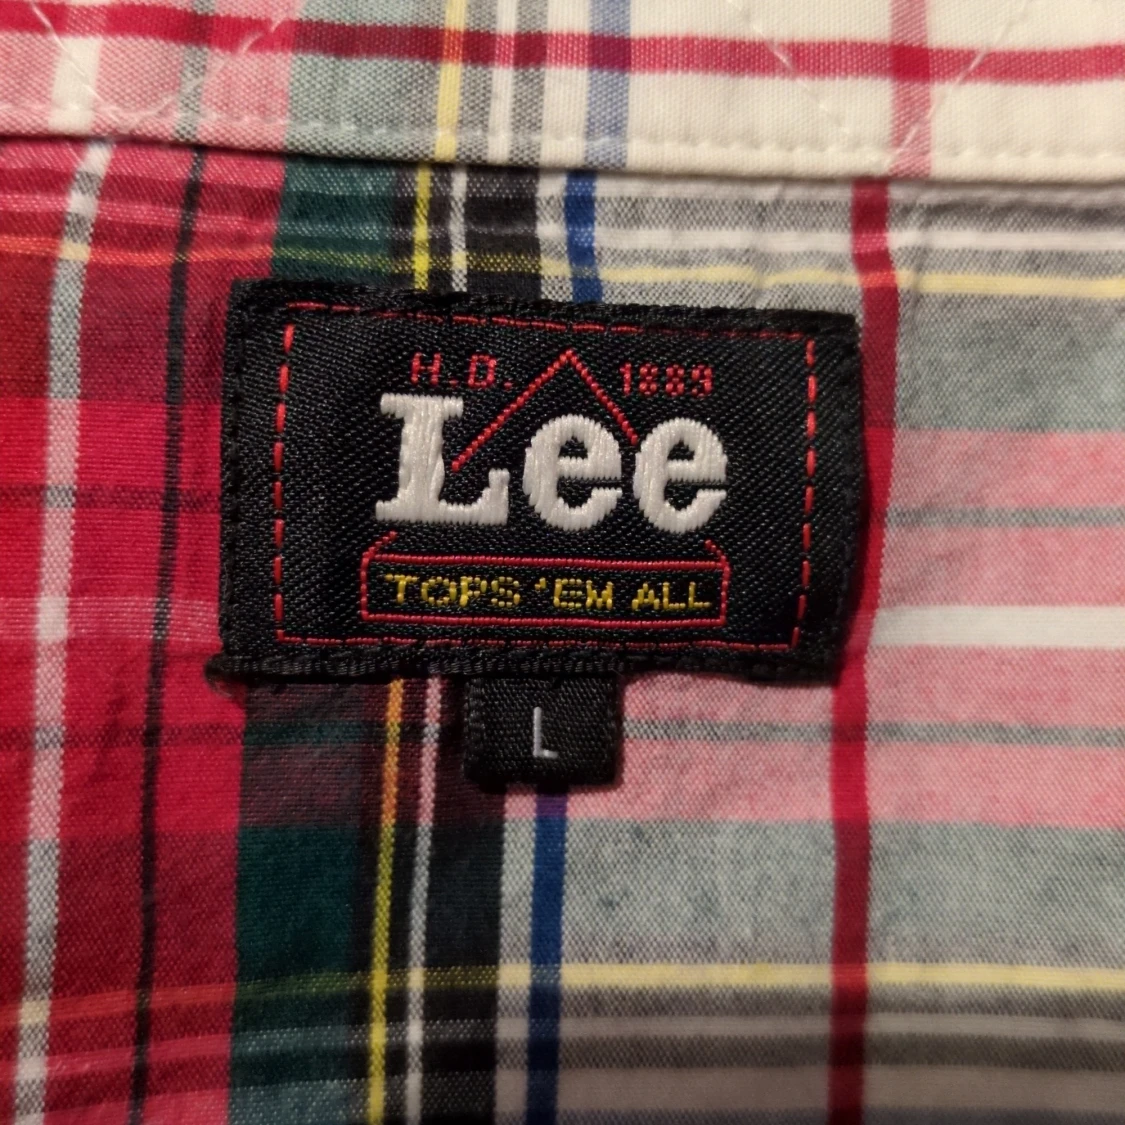 H.D. 1889
Lee
TOPS 'EM ALL
L